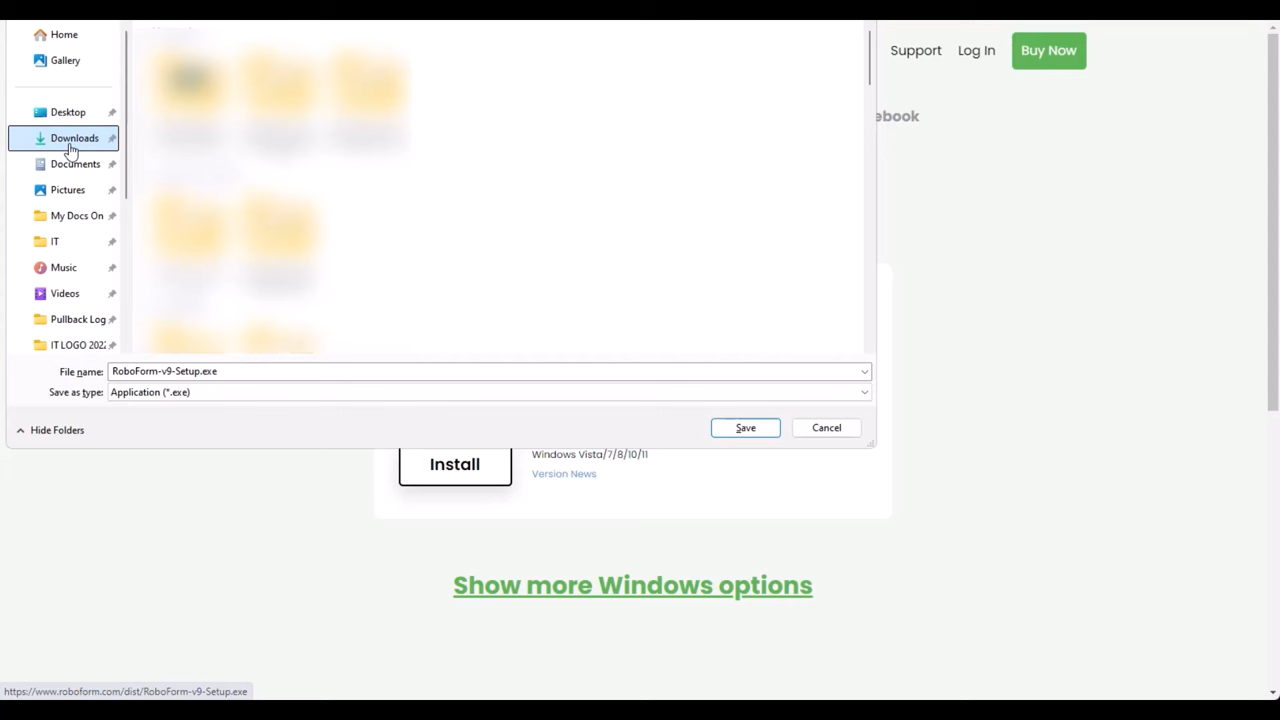 Home
Gallery
Support Log In Buy Now
Desktop
Downloads
ebook
Documents
Pictures
My Docs On
IT
Music
Videos
Pullback Log
IT LOGO 2022
File name: RoboForm-v9-Setup.exe
Save as type: Application (*.exe)
Hide Folders
Save Cancel
Windows Vista/7/8/10/11
Install
Version News
Show more Windows options
https://www.roboform.com/dist/RoboForm-v9-Setup.exe